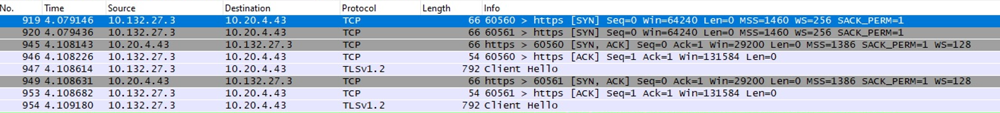 No. Time Source Destination Protocol Length Info
919 4.079146 10.132.27.3 10.20.4.43 TCP 66 60560 > https [SYN] Seq=0 Win=64240 Len=0 MSS=1460 WS=256 SACK_PERM=1
920 4.079436 10.132.27.3 10.20.4.43 TCP 66 60561 > https [SYN] Seq=0 Win=64240 Len=0 MSS=1460 WS=256 SACK_PERM=1
945 4.108143 10.20.4.43 10.132.27.3 TCP 66 https > 60560 [SYN, ACK] Seq=0 Ack=1 Win=29200 Len=0 MSS=1386 SACK_PERM=1 WS=128
946 4.108226 10.132.27.3 10.20.4.43 TCP 54 60560 > https [ACK] Seq=1 Ack=1 Win=131584 Len=0
947 4.108614 10.132.27.3 10.20.4.43 TLSv1.2 792 Client Hello
949 4.108631 10.20.4.43 10.132.27.3 TCP 66 https > 60561 [SYN, ACK] Seq=0 Ack=1 Win=29200 Len=0 MSS=1386 SACK_PERM=1 WS=128
953 4.108682 10.132.27.3 10.20.4.43 TCP 54 60561 > https [ACK] Seq=1 Ack=1 Win=131584 Len=0
954 4.109180 10.132.27.3 10.20.4.43 TLSv1.2 792 Client Hello